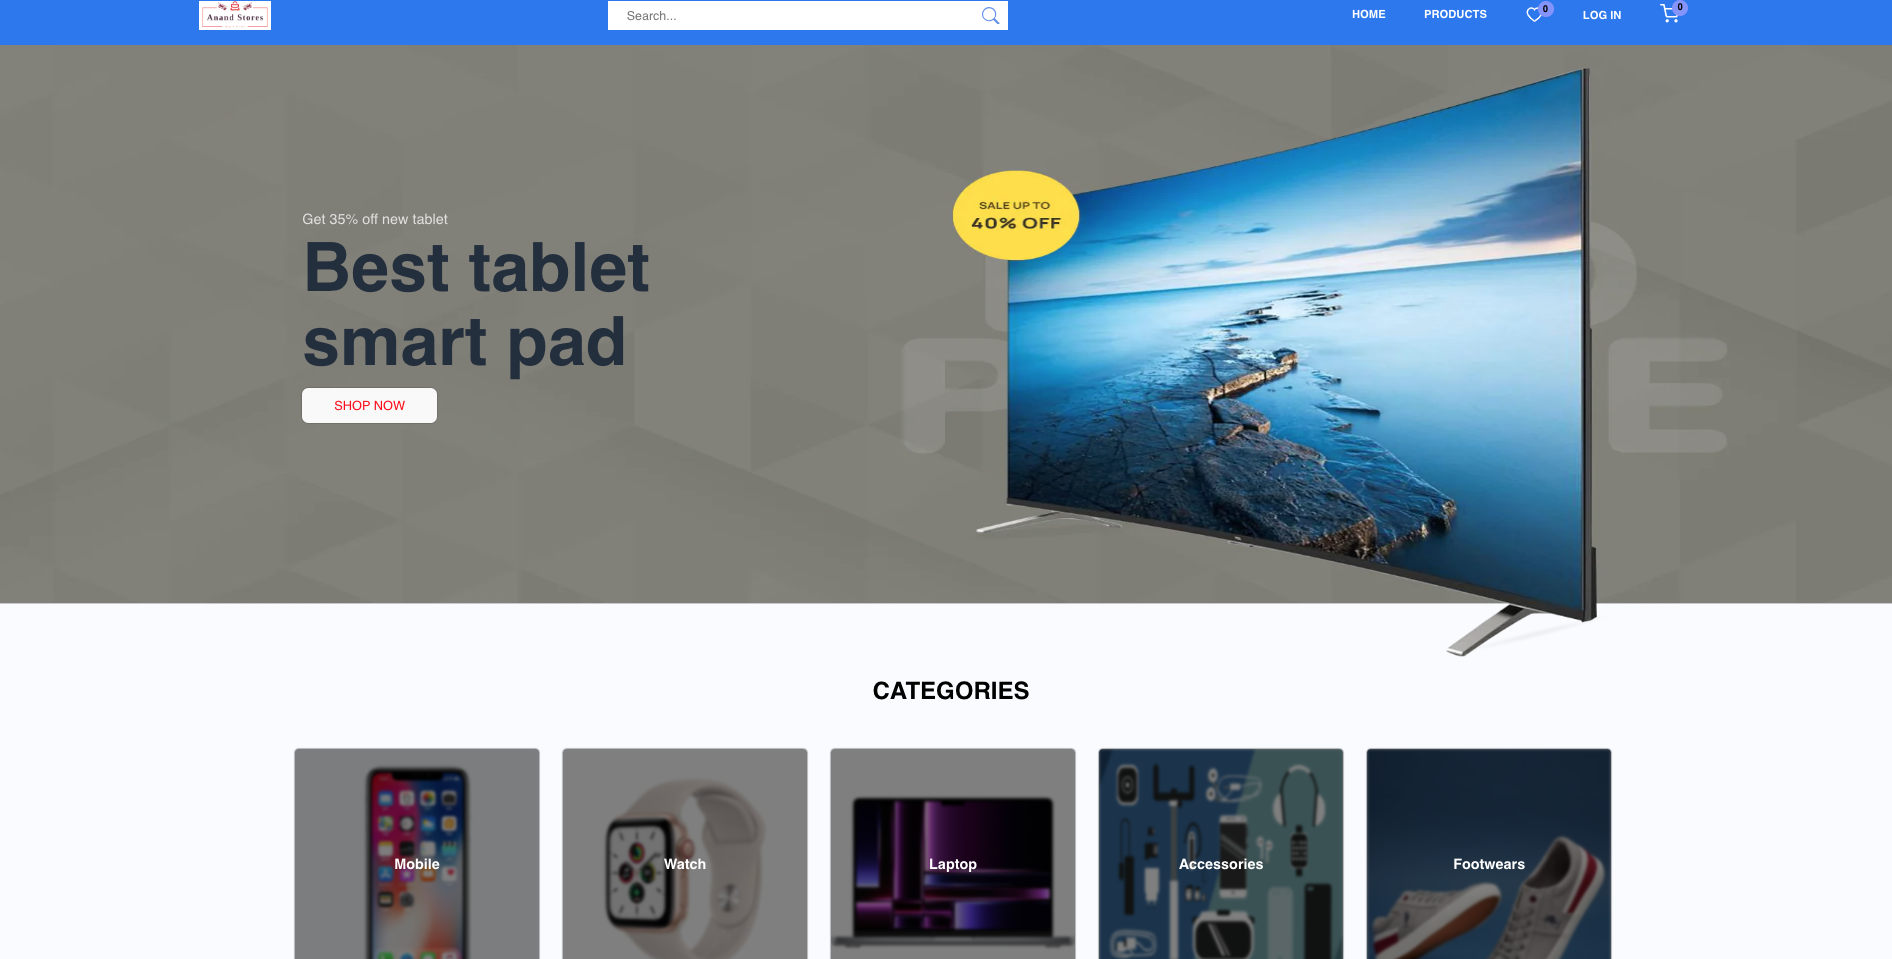 Anand Stores
Search...
HOME
PRODUCTS
0
LOG IN
0
Get 35% off new tablet
Best tablet
smart pad
SHOP NOW
SALE UP TO
40% OFF
CATEGORIES
Mobile
Watch
Laptop
Accessories
Footwears